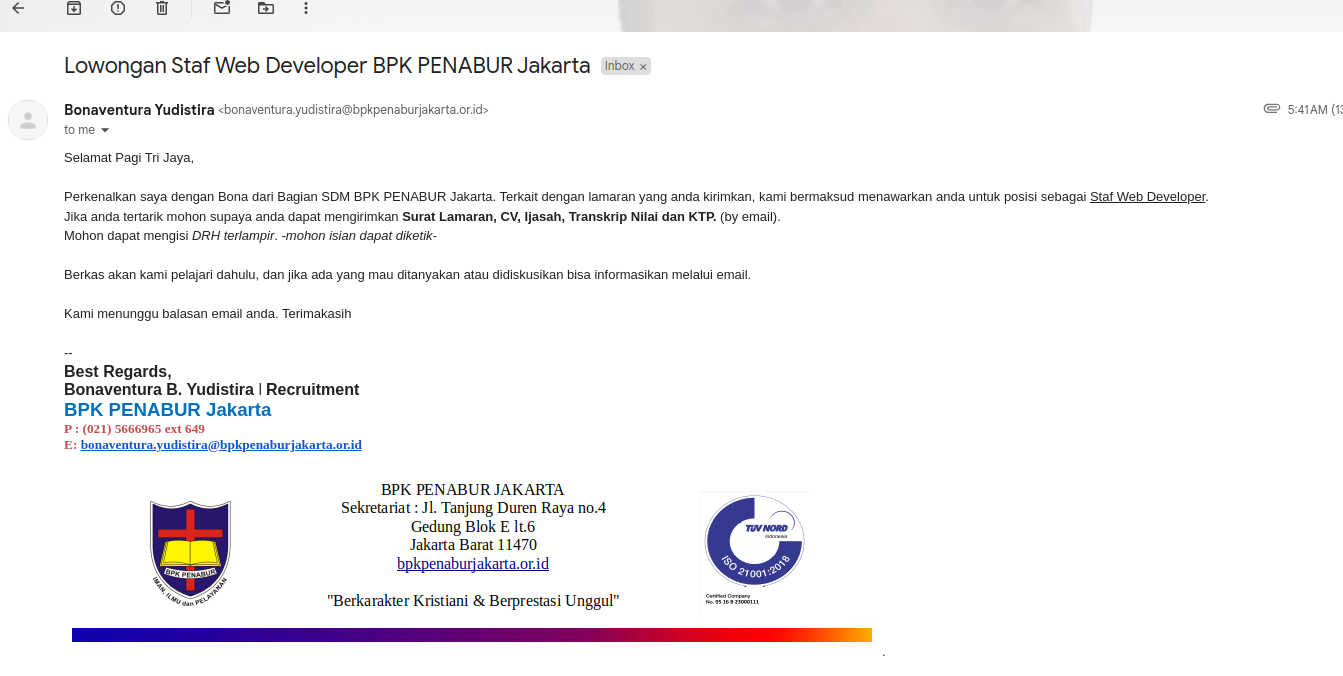 Lowongan Staf Web Developer BPK PENABUR Jakarta Inbox ×
Bonaventura Yudistira <bonaventura.yudistira@bpkpenaburjakarta.or.id> 5:41 AM (13
to me
Selamat Pagi Tri Jaya,
Perkenalkan saya dengan Bona dari Bagian SDM BPK PENABUR Jakarta. Terkait dengan lamaran yang anda kirimkan, kami bermaksud menawarkan anda untuk posisi sebagai Staf Web Developer.
Jika anda tertarik mohon supaya anda dapat mengirimkan Surat Lamaran, CV, Ijasah, Transkrip Nilai dan KTP. (by email).
Mohon dapat mengisi DRH terlampir. -mohon isian dapat diketik-
Berkas akan kami pelajari dahulu, dan jika ada yang mau ditanyakan atau didiskusikan bisa informasikan melalui email.
Kami menunggu balasan email anda. Terimakasih
--
Best Regards,
Bonaventura B. Yudistira l Recruitment
BPK PENABUR Jakarta
P : (021) 5666965 ext 649
E: bonaventura.yudistira@bpkpenaburjakarta.or.id
BPK PENABUR
IMAN, ILMU dan PELAYANAN
BPK PENABUR JAKARTA
Sekretariat : Jl. Tanjung Duren Raya no.4
Gedung Blok E lt.6
Jakarta Barat 11470
bpkpenaburjakarta.or.id
"Berkarakter Kristiani & Berprestasi Unggul"
TÜV NORD
Indonesia
ISO 21001:2018
Certified Company
No. 05 16 B 23000111
.